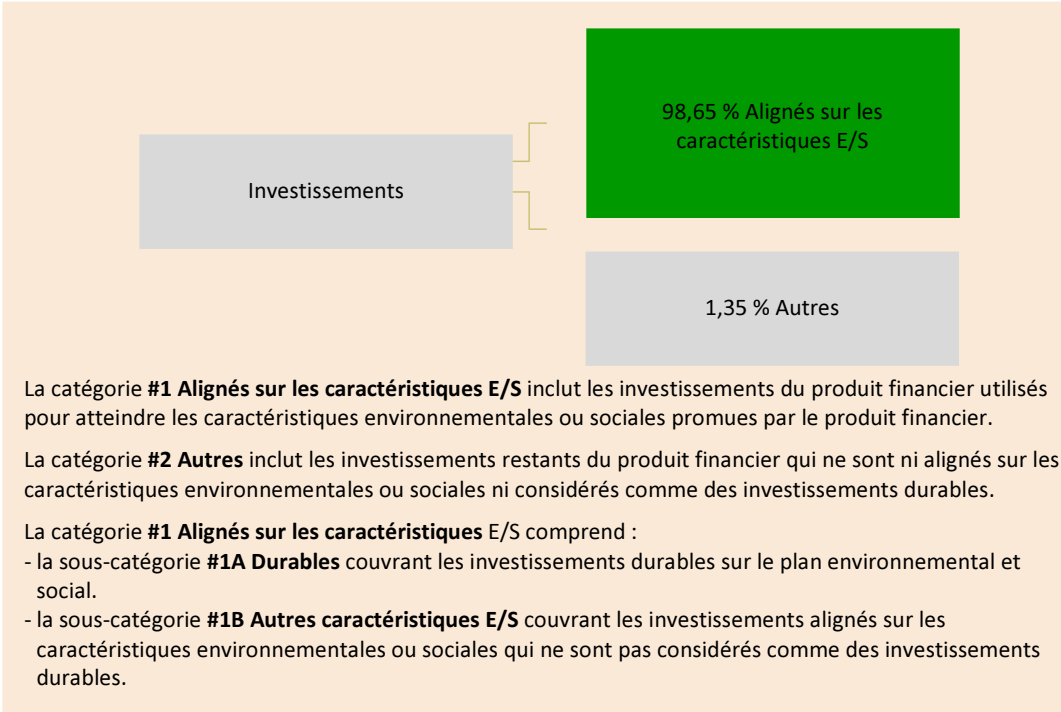 98,65 % Alignés sur les
caractéristiques E/S
Investissements
1,35 % Autres
La catégorie #1 Alignés sur les caractéristiques E/S inclut les investissements du produit financier utilisés
pour atteindre les caractéristiques environnementales ou sociales promues par le produit financier.
La catégorie #2 Autres inclut les investissements restants du produit financier qui ne sont ni alignés sur les
caractéristiques environnementales ou sociales ni considérés comme des investissements durables.
La catégorie #1 Alignés sur les caractéristiques E/S comprend :
- la sous-catégorie #1A Durables couvrant les investissements durables sur le plan environnemental et
social.
- la sous-catégorie #1B Autres caractéristiques E/S couvrant les investissements alignés sur les
caractéristiques environnementales ou sociales qui ne sont pas considérés comme des investissements
durables.